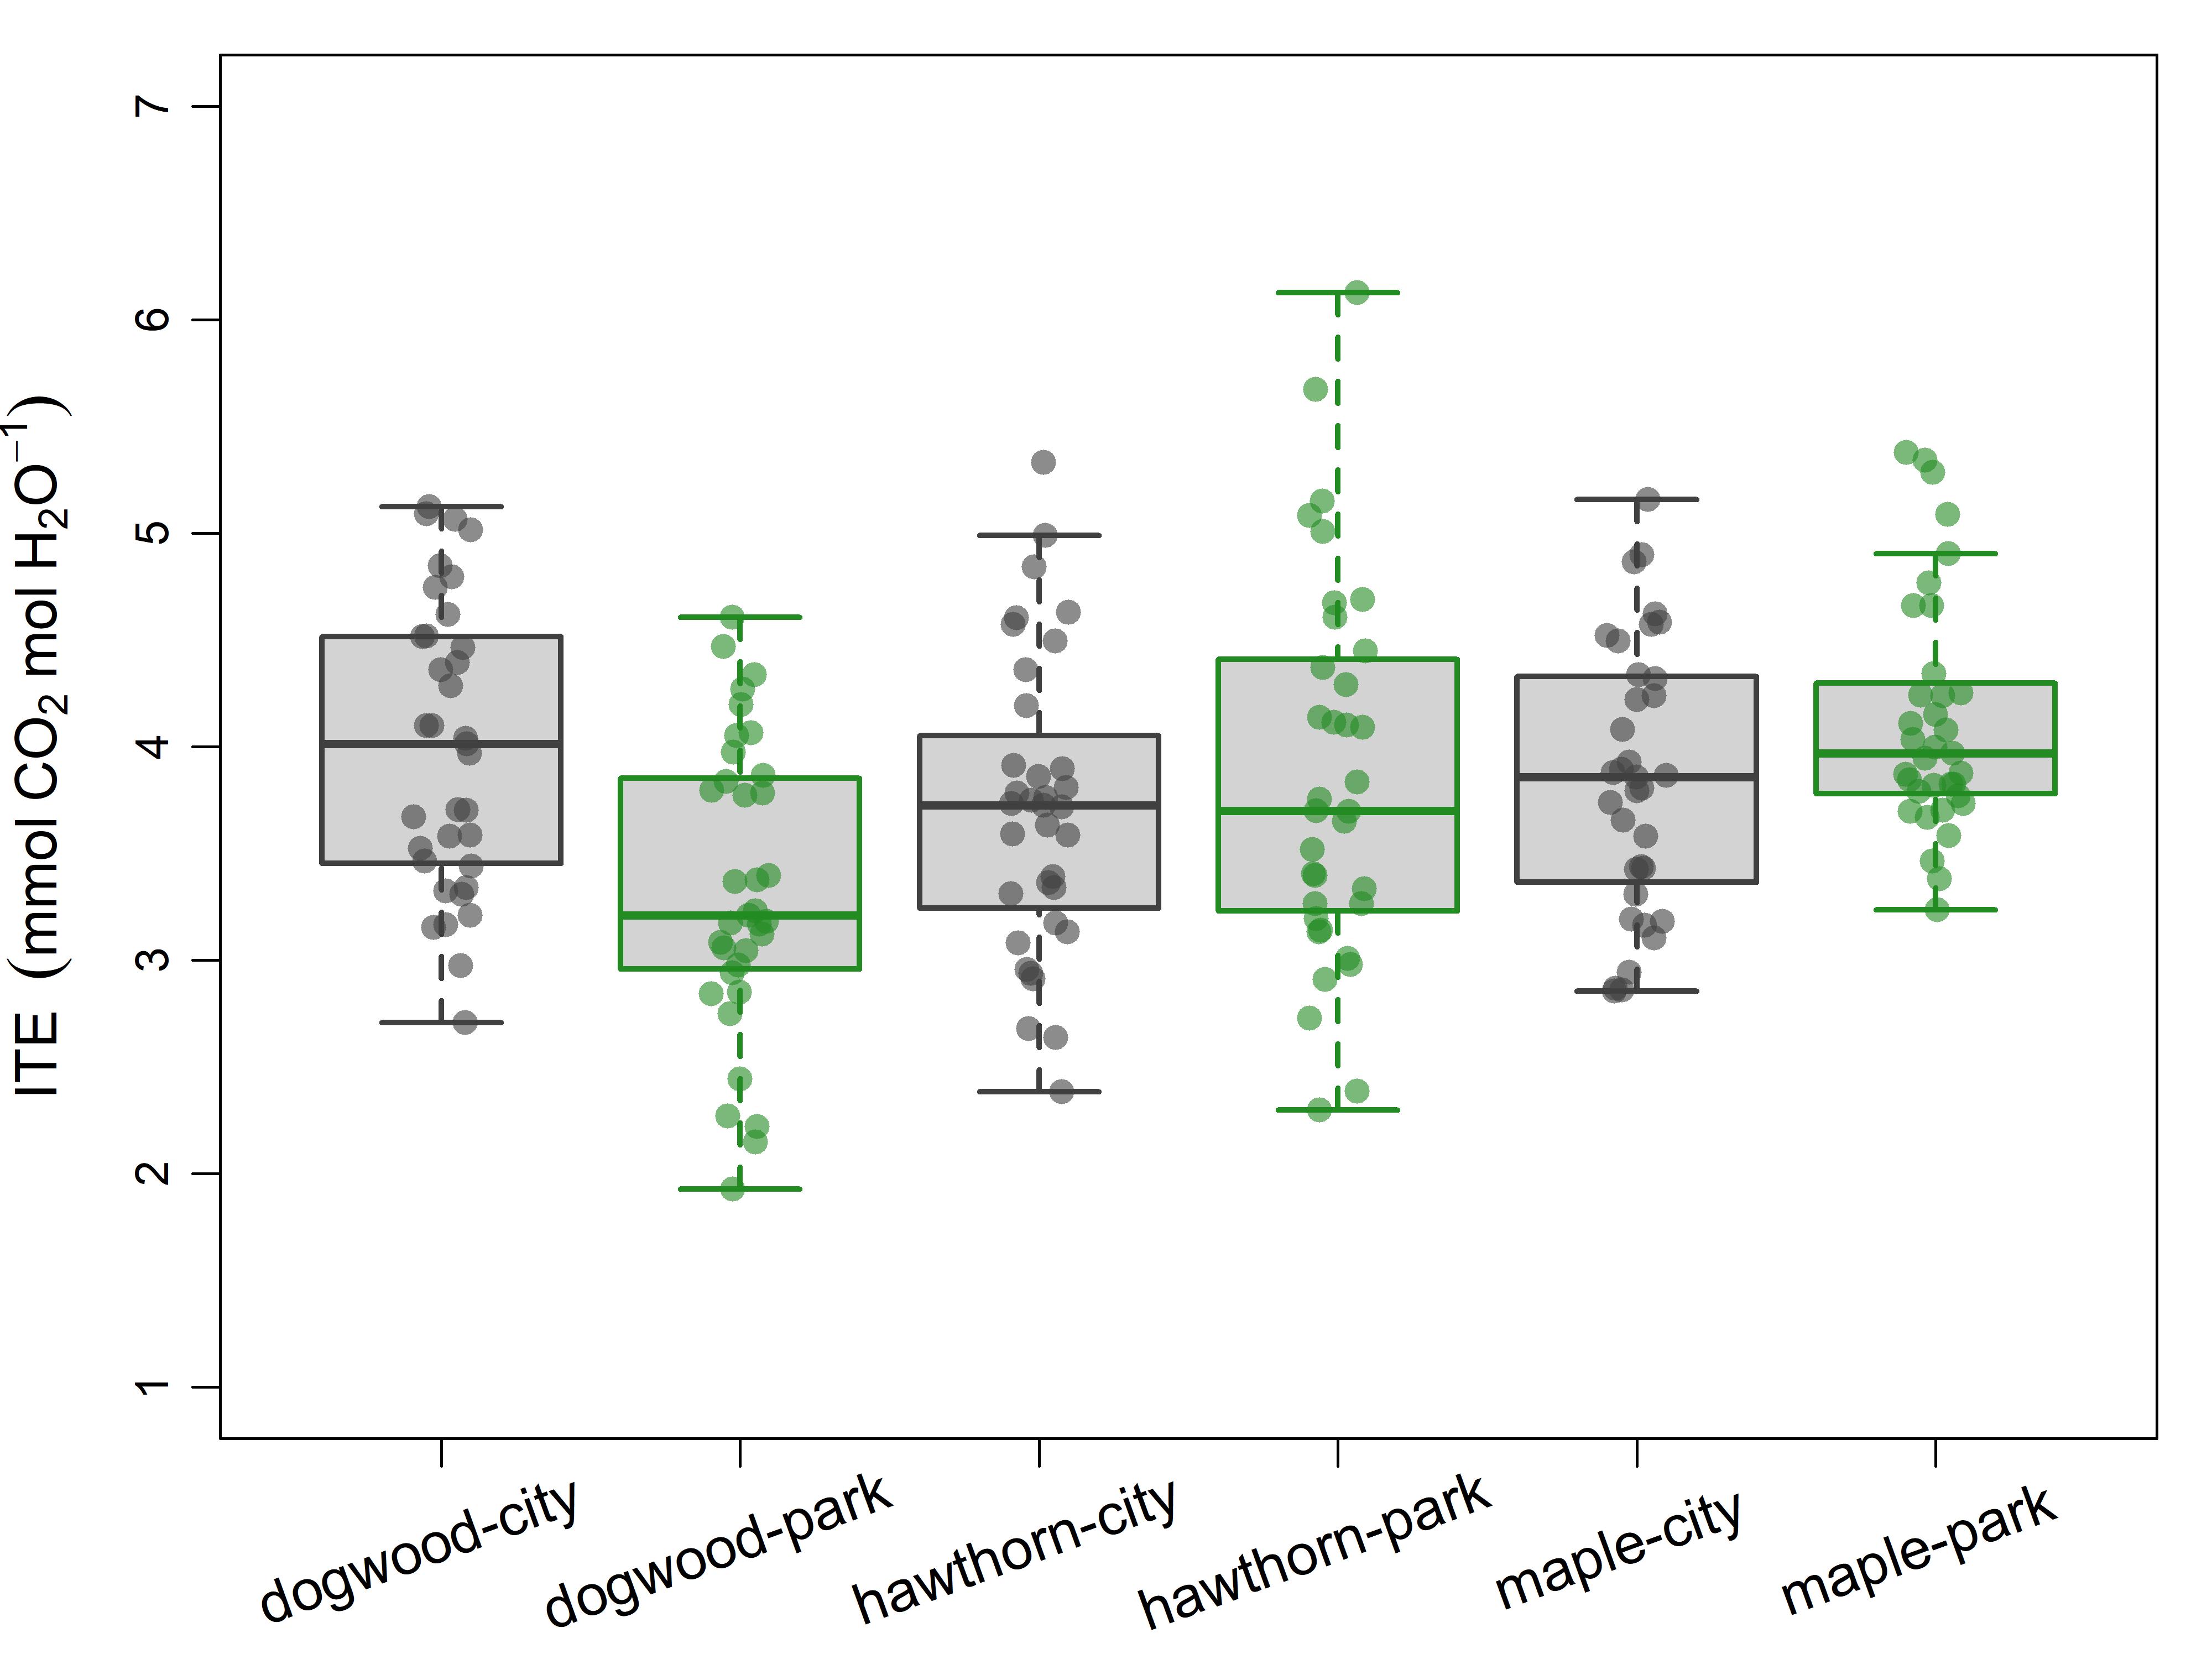 ITE (mmol CO₂ mol H₂O⁻¹)
7
6
5
4
3
2
1
dogwood-city
dogwood-park
hawthorn-city
hawthorn-park
maple-city
maple-park